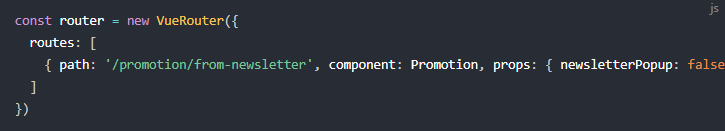 js
const router = new VueRouter({
  routes: [
    { path: '/promotion/from-newsletter', component: Promotion, props: { newsletterPopup: false
  ]
})